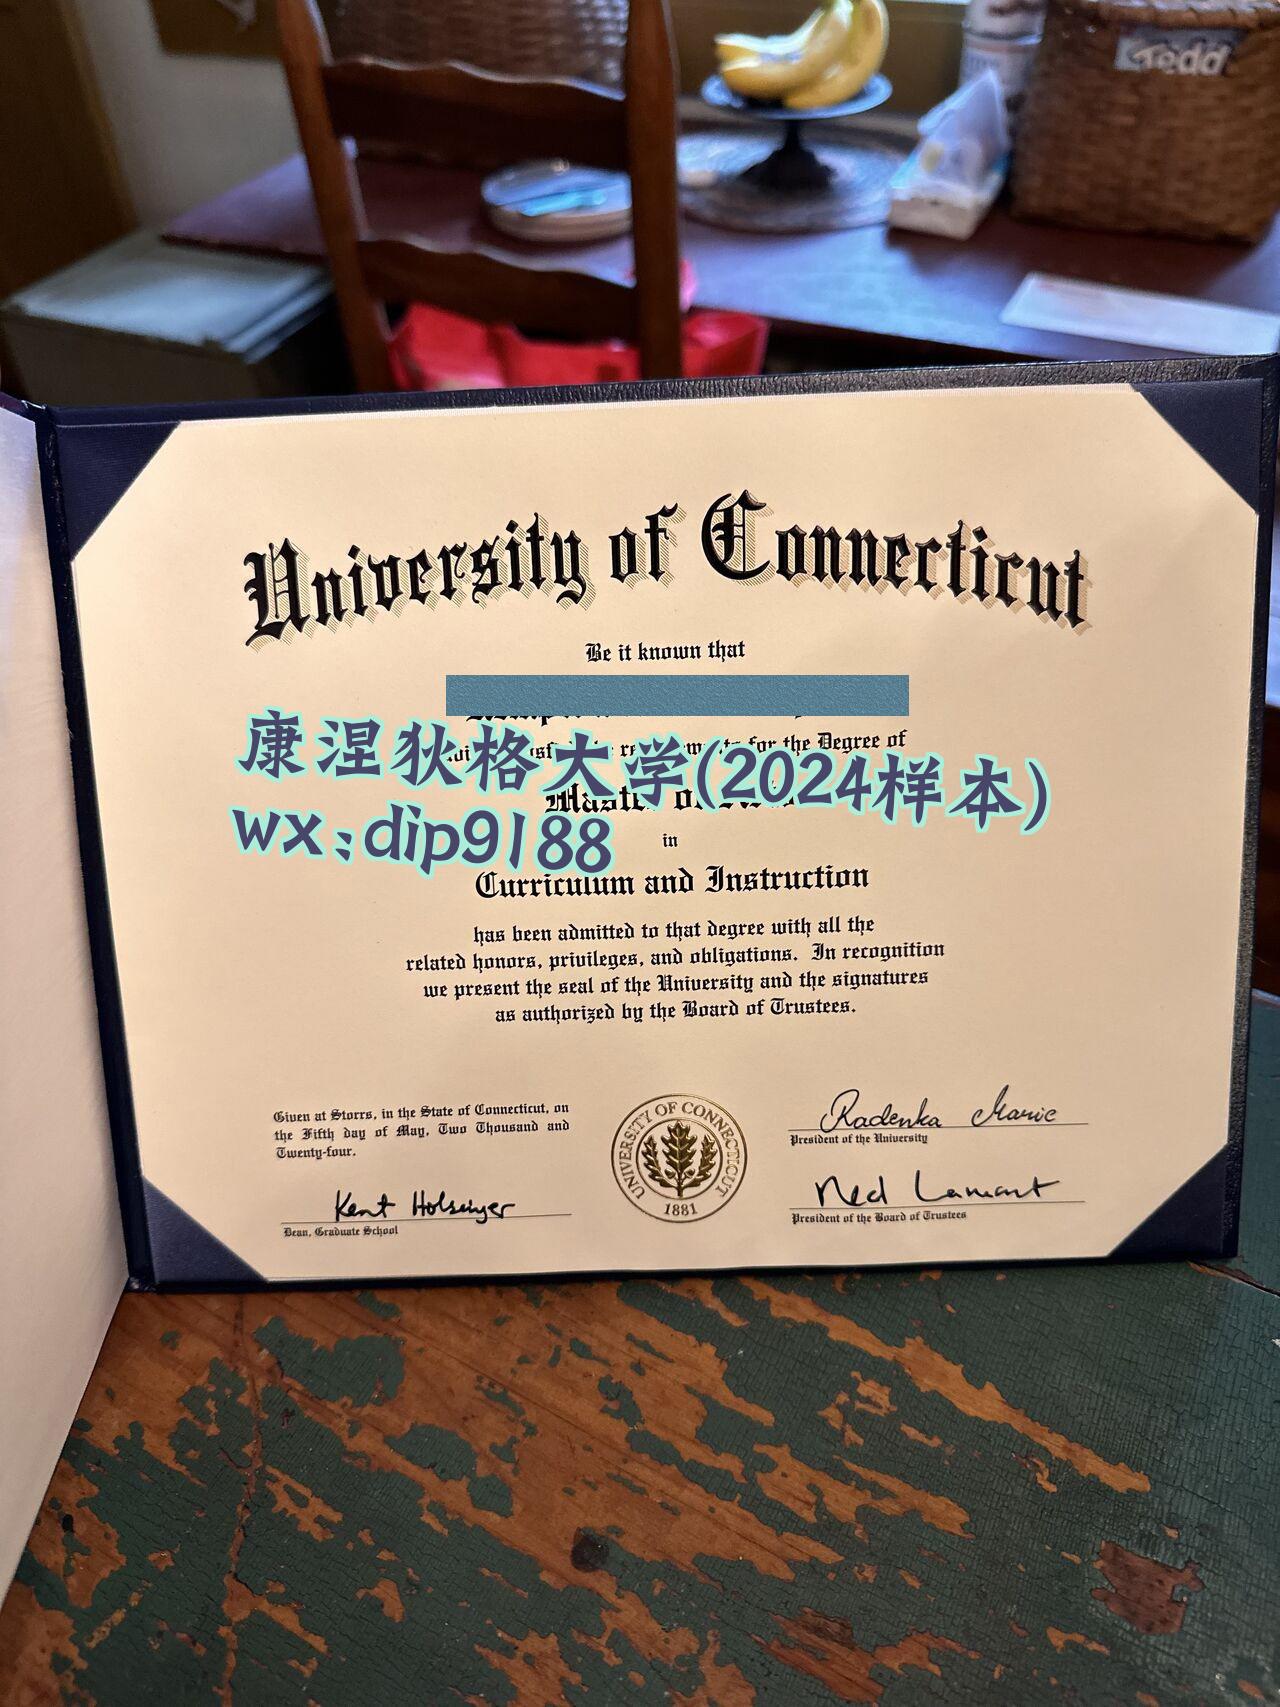 Todd
University of Connecticut
Be it known that
for the Degree of
康涅狄格大学(2024样本)
wx:dip9188
in
Curriculum and Instruction
has been admitted to that degree with all the
related honors, privileges, and obligations. In recognition
we present the seal of the University and the signatures
as authorized by the Board of Trustees.
Given at Storrs, in the State of Connecticut, on
the Fifth day of May, Two Thousand and
Twenty-four.
Kent Holsinger
Dean, Graduate School
UNIVERSITY OF CONNECTICUT
1881
Radenka Maric
President of the University
Ned Lamont
President of the Board of Trustees